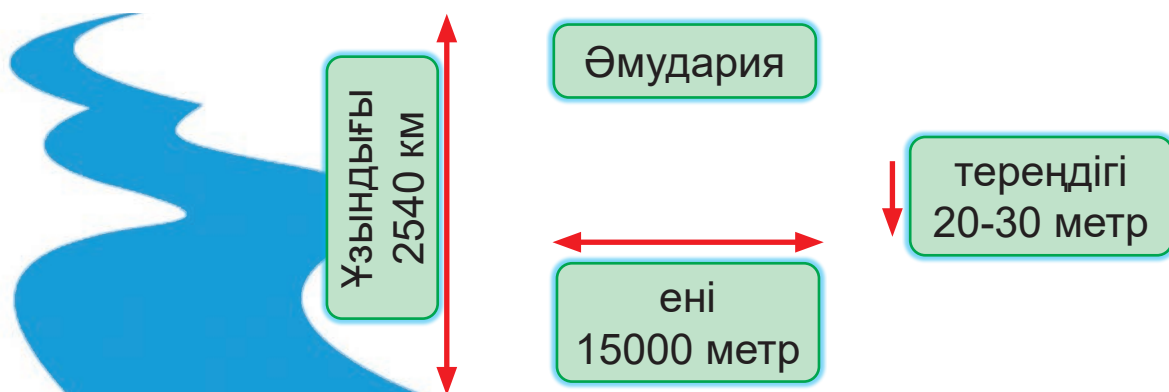 Әмудария
Ұзындығы
2540 км
тереңдігі
20-30 метр
ені
15000 метр